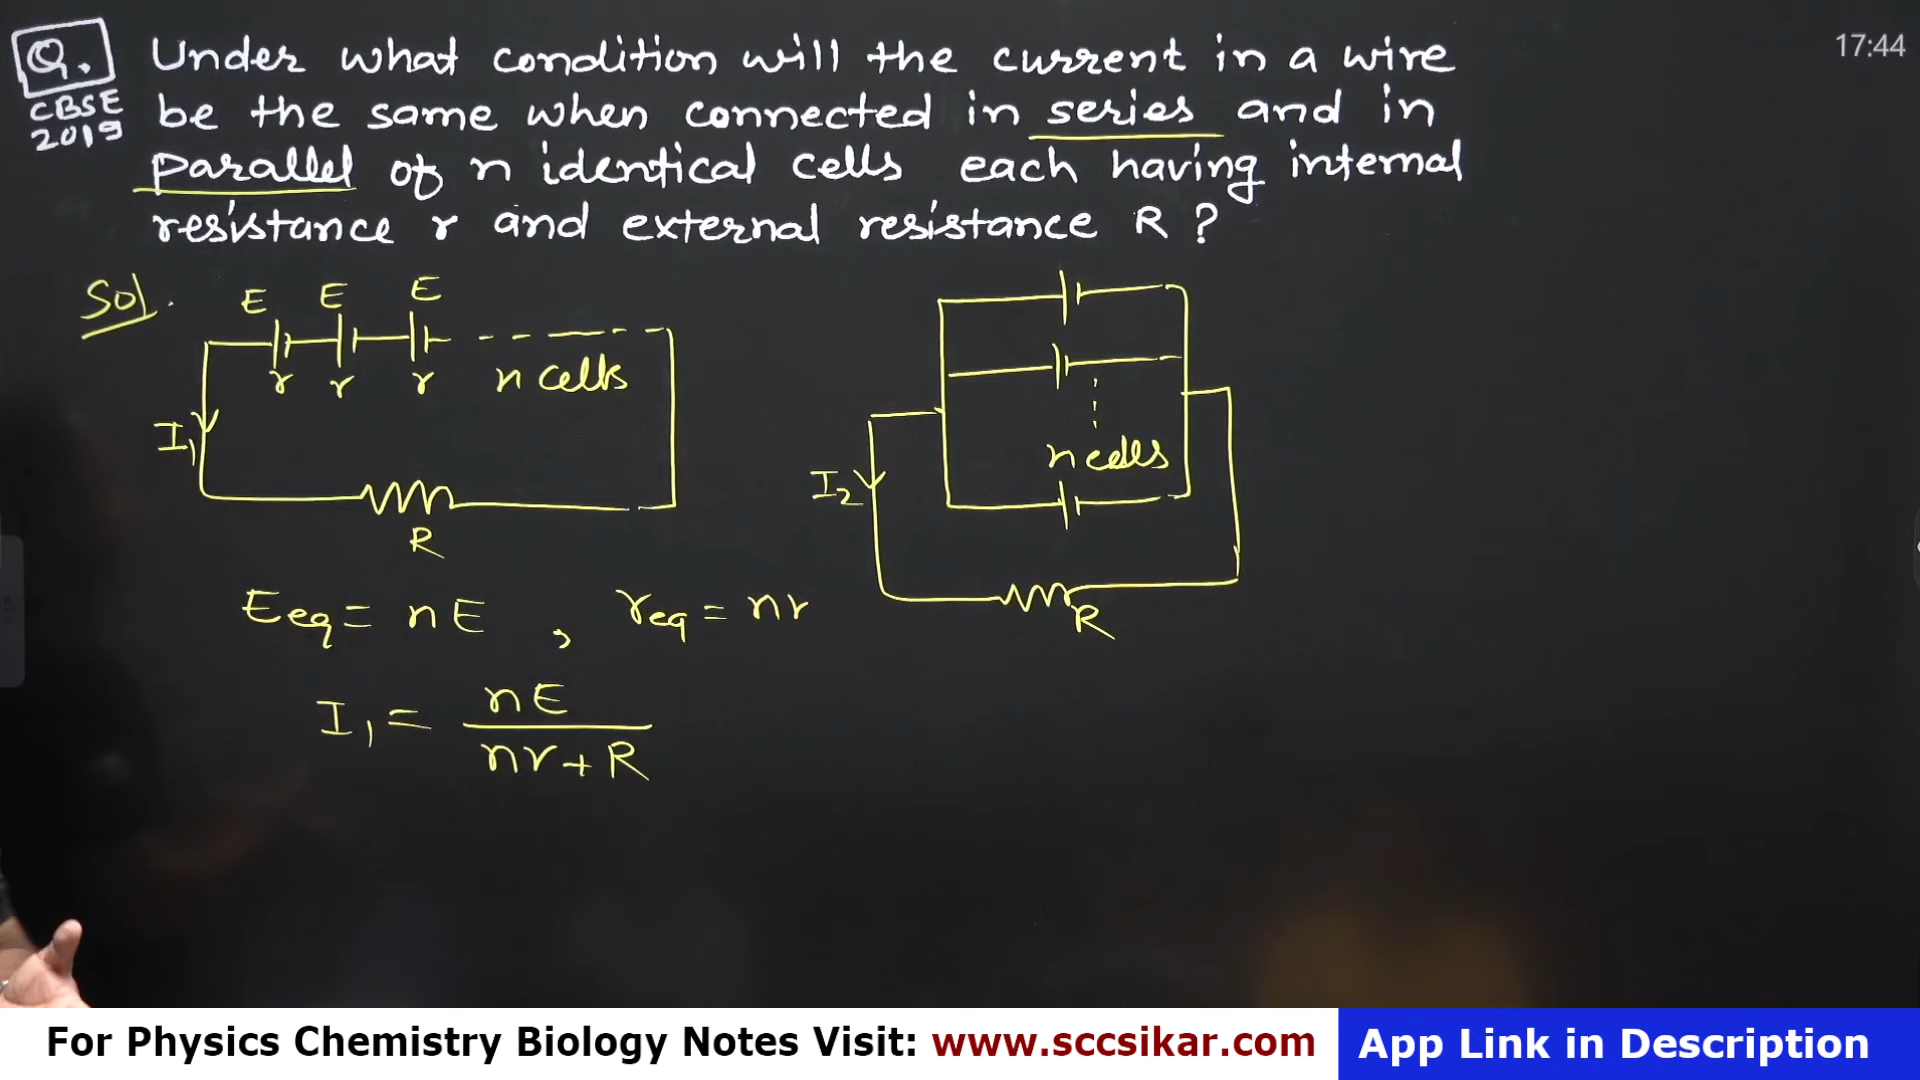 17:44
Q. Under what condition will the current in a wire
CBSE be the same when connected in series and in
2019 parallel of n identical cells each having internal
resistance r and external resistance R ?
Sol.
E E E
r r r n cells
I₁
R
n cells
I₂
R
Eeq = nE , req = nr
I₁ = nE
nr + R
For Physics Chemistry Biology Notes Visit: www.sccsikar.com App Link in Description